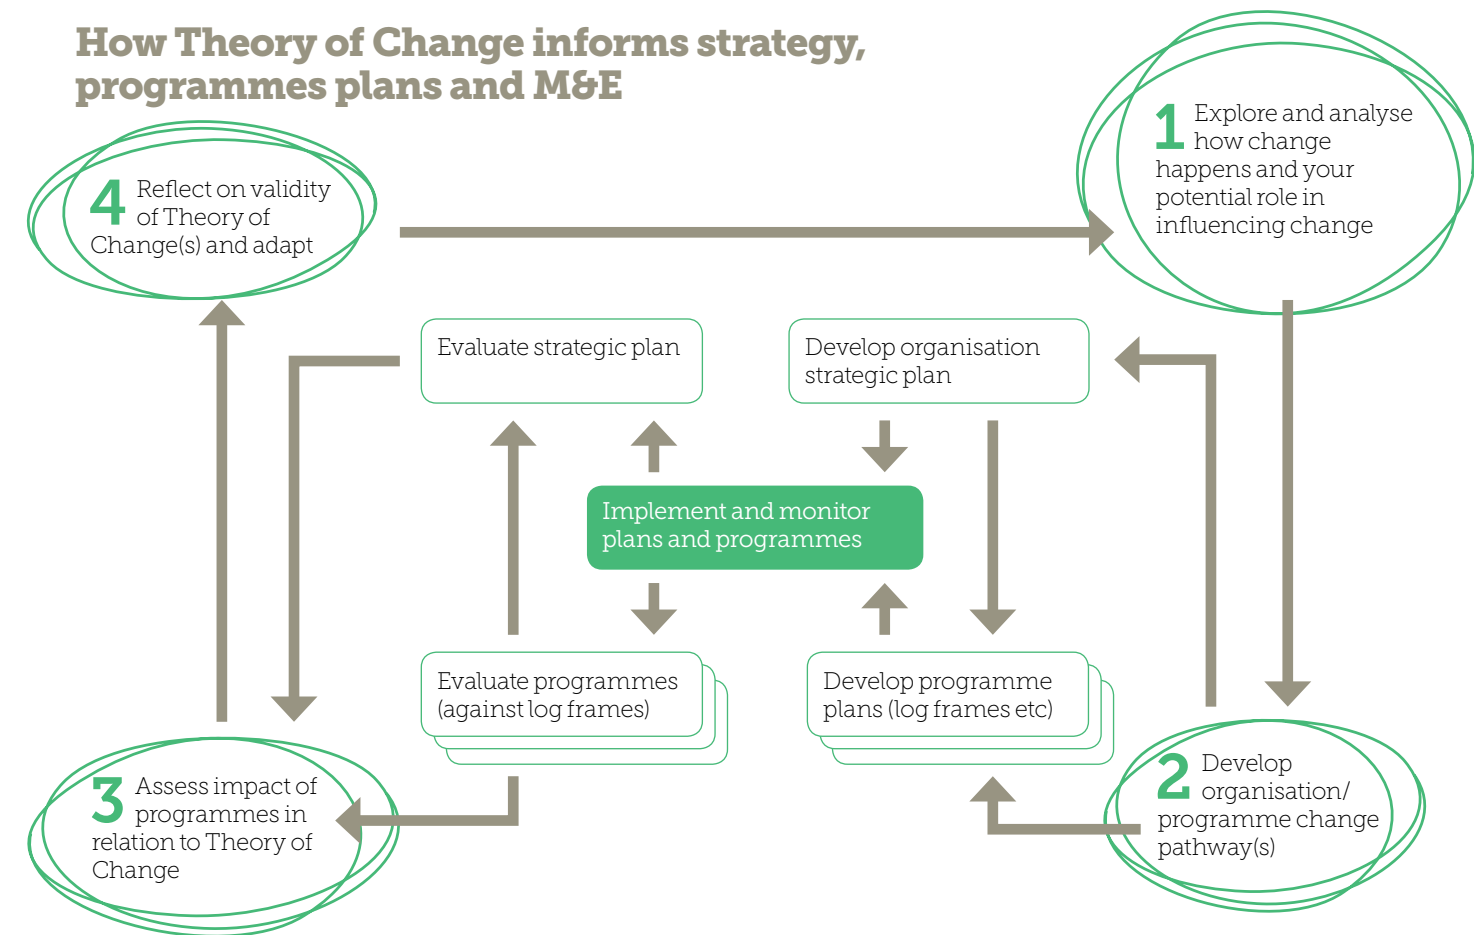 How Theory of Change informs strategy,
programmes plans and M&E
1 Explore and analyse
how change
happens and your
potential role in
influencing change
4 Reflect on validity
of Theory of
Change(s) and adapt
Evaluate strategic plan
Develop organisation
strategic plan
Implement and monitor
plans and programmes
Evaluate programmes
(against log frames)
Develop programme
plans (log frames etc)
2 Develop
organisation/
programme change
pathway(s)
3 Assess impact of
programmes in
relation to Theory of
Change